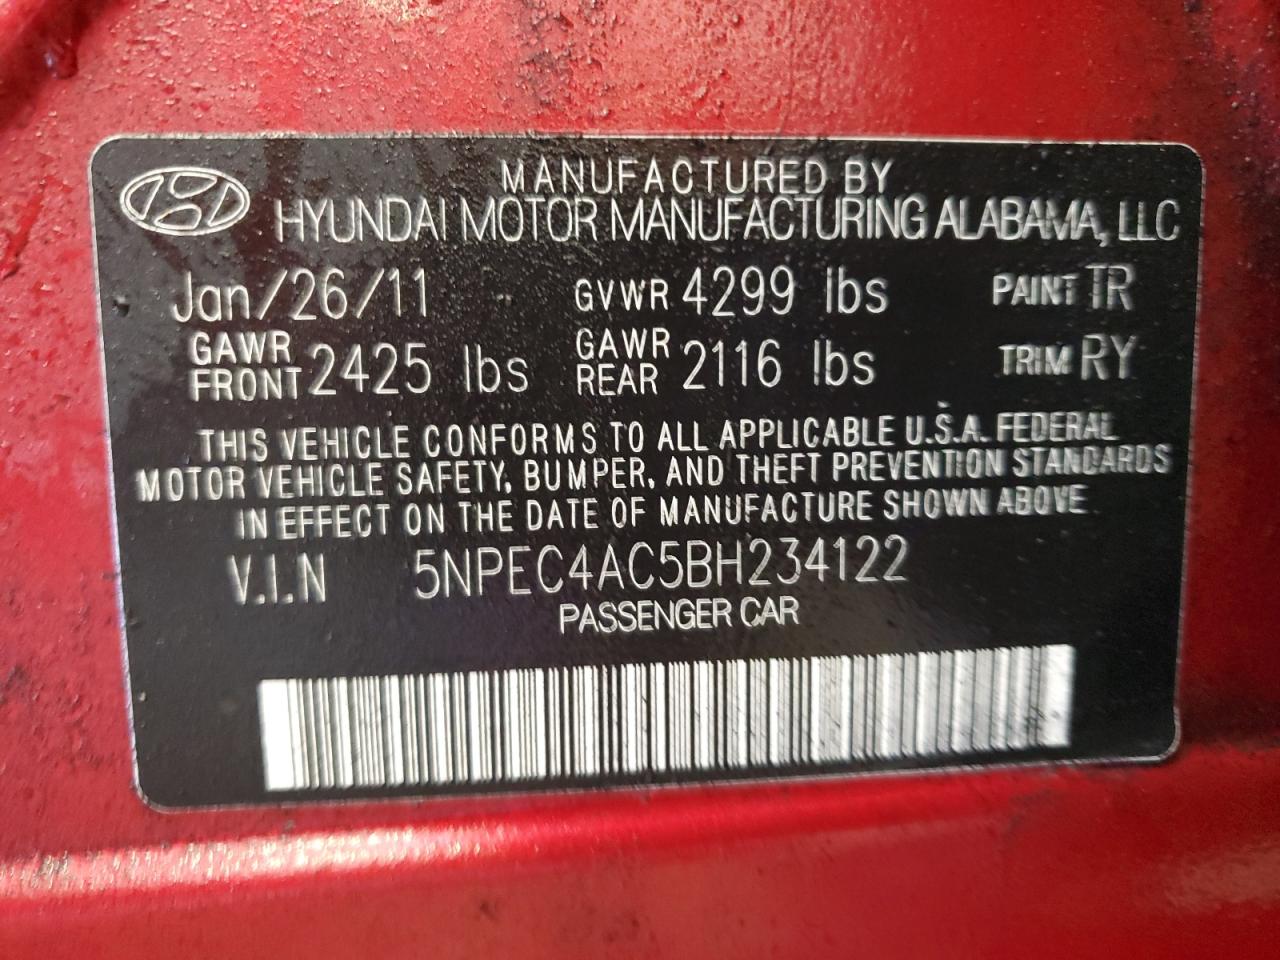 MANUFACTURED BY
HYUNDAI MOTOR MANUFACTURING ALABAMA, LLC
Jan/26/11 GVWR 4299 lbs PAINT TR
GAWR FRONT 2425 lbs GAWR REAR 2116 lbs TRIM RY
THIS VEHICLE CONFORMS TO ALL APPLICABLE U.S.A. FEDERAL
MOTOR VEHICLE SAFETY, BUMPER, AND THEFT PREVENTION STANDARDS
IN EFFECT ON THE DATE OF MANUFACTURE SHOWN ABOVE
V.I.N 5NPEC4AC5BH234122
PASSENGER CAR